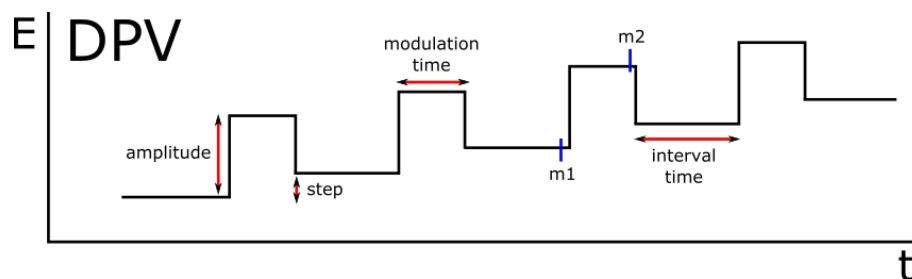 E
DPV
modulation
time
m2
amplitude
step
m1
interval
time
t